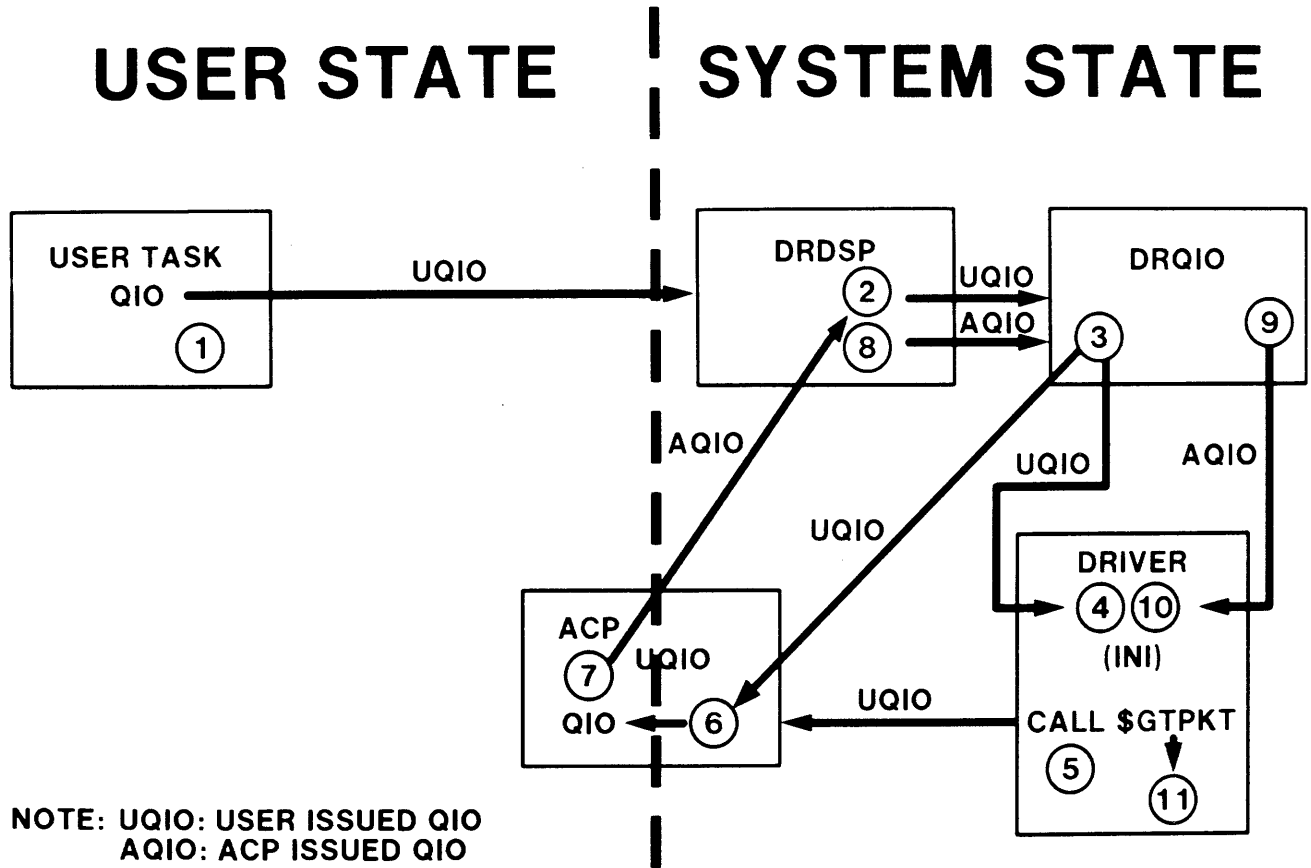 USER STATE
SYSTEM STATE
USER TASK
QIO
1
UQIO
DRDSP
2
8
UQIO
AQIO
DRQIO
3
9
AQIO
UQIO
UQIO
AQIO
ACP
7
UQIO
QIO
6
UQIO
DRIVER
4 10
(INI)
CALL $GTPKT
5
11
NOTE: UQIO: USER ISSUED QIO
AQIO: ACP ISSUED QIO